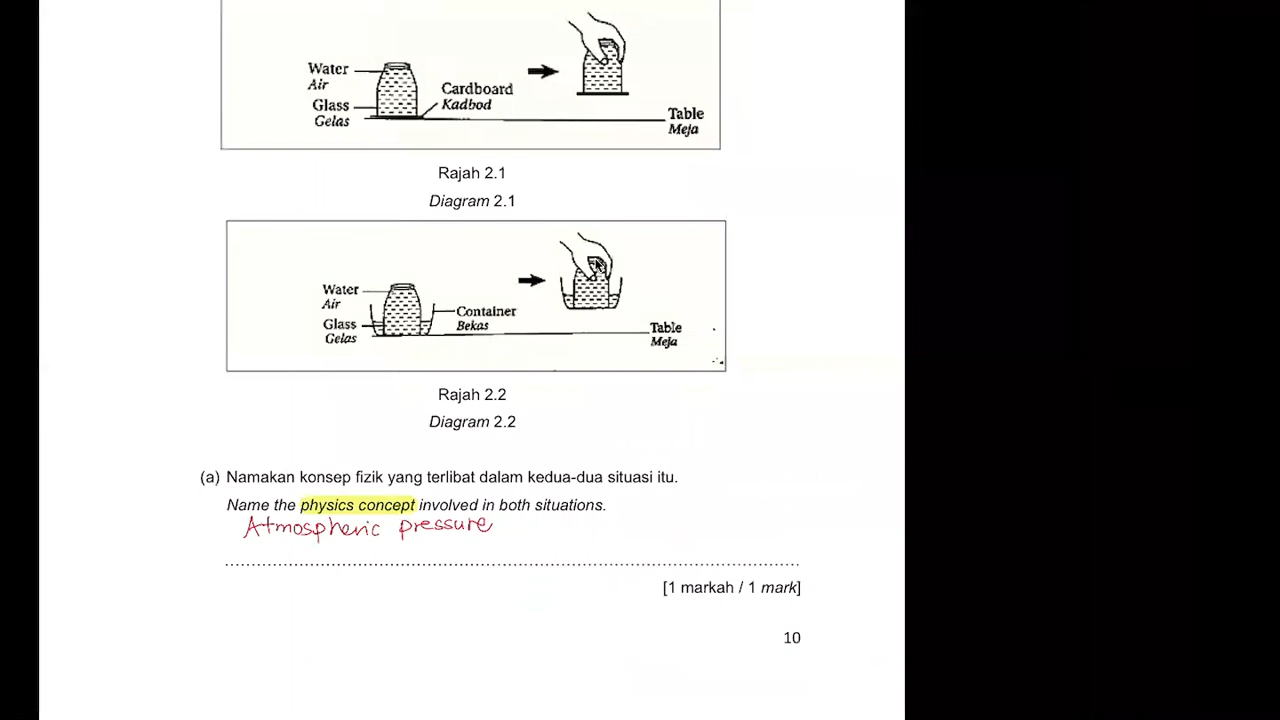 Water
Air
Glass
Gelas
Cardboard
Kadbod
Table
Meja
Rajah 2.1
Diagram 2.1
Water
Air
Glass
Gelas
Container
Bekas
Table
Meja
Rajah 2.2
Diagram 2.2
(a) Namakan konsep fizik yang terlibat dalam kedua-dua situasi itu.
Name the physics concept involved in both situations.
Atmospheric pressure
[1 markah / 1 mark]
10